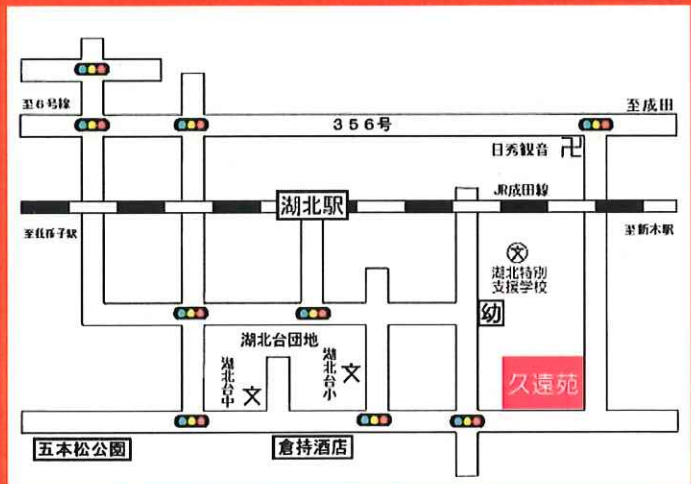 至6号線
至成田
356号
日秀観音
JR成田線
湖北駅
至我孫子駅
至新木駅
文
湖北特別
支援学校
幼
湖北台団地
湖北台中
文
湖北台小
文
久遠苑
五本松公園
倉持酒店